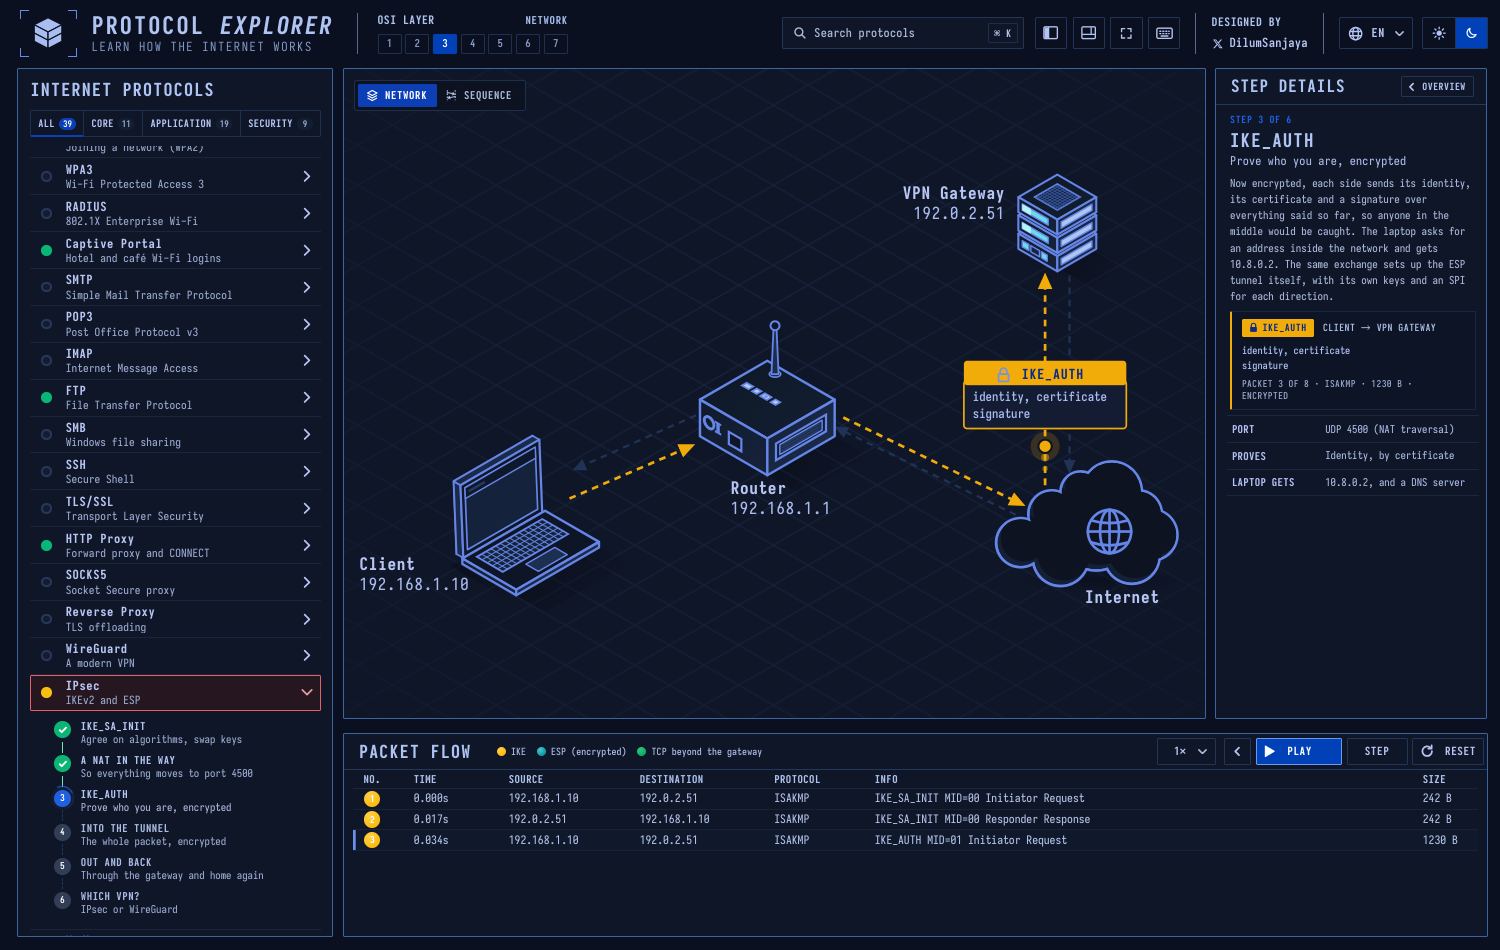 PROTOCOL EXPLORER
LEARN HOW THE INTERNET WORKS
OSI LAYER
NETWORK
1 2 3 4 5 6 7
Search protocols
⌘ K
DESIGNED BY
DilumSanjaya
EN
INTERNET PROTOCOLS
ALL 39
CORE 11
APPLICATION 19
SECURITY 9
Joining a network (WPA2)
WPA3
Wi-Fi Protected Access 3
RADIUS
802.1X Enterprise Wi-Fi
Captive Portal
Hotel and café Wi-Fi logins
SMTP
Simple Mail Transfer Protocol
POP3
Post Office Protocol v3
IMAP
Internet Message Access
FTP
File Transfer Protocol
SMB
Windows file sharing
SSH
Secure Shell
TLS/SSL
Transport Layer Security
HTTP Proxy
Forward proxy and CONNECT
SOCKS5
Socket Secure proxy
Reverse Proxy
TLS offloading
WireGuard
A modern VPN
IPsec
IKEv2 and ESP
IKE_SA_INIT
Agree on algorithms, swap keys
A NAT IN THE WAY
So everything moves to port 4500
3
IKE_AUTH
Prove who you are, encrypted
4
INTO THE TUNNEL
The whole packet, encrypted
5
OUT AND BACK
Through the gateway and home again
6
WHICH VPN?
IPsec or WireGuard
NETWORK
SEQUENCE
VPN Gateway
192.0.2.51
IKE_AUTH
identity, certificate
signature
Router
192.168.1.1
Client
192.168.1.10
Internet
STEP DETAILS
OVERVIEW
STEP 3 OF 6
IKE_AUTH
Prove who you are, encrypted
Now encrypted, each side sends its identity,
its certificate and a signature over
everything said so far, so anyone in the
middle would be caught. The laptop asks for
an address inside the network and gets
10.8.0.2. The same exchange sets up the ESP
tunnel itself, with its own keys and an SPI
for each direction.
IKE_AUTH CLIENT → VPN GATEWAY
identity, certificate
signature
PACKET 3 OF 8 · ISAKMP · 1230 B ·
ENCRYPTED
PORT UDP 4500 (NAT traversal)
PROVES Identity, by certificate
LAPTOP GETS 10.8.0.2, and a DNS server
PACKET FLOW
IKE
ESP (encrypted)
TCP beyond the gateway
1×
PLAY
STEP
RESET
NO. TIME SOURCE DESTINATION PROTOCOL INFO SIZE
1 0.000s 192.168.1.10 192.0.2.51 ISAKMP IKE_SA_INIT MID=00 Initiator Request 242 B
2 0.017s 192.0.2.51 192.168.1.10 ISAKMP IKE_SA_INIT MID=00 Responder Response 242 B
3 0.034s 192.168.1.10 192.0.2.51 ISAKMP IKE_AUTH MID=01 Initiator Request 1230 B